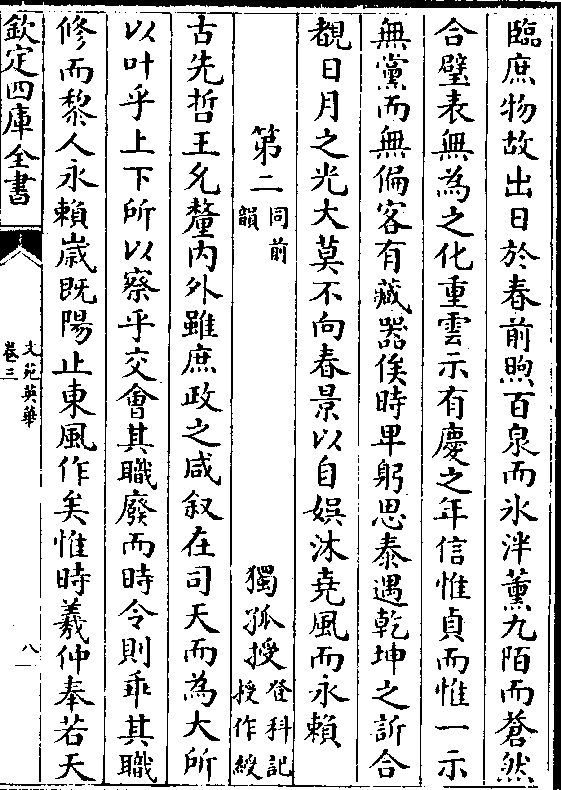 臨庶物故出日於春前煦百泉而氷泮薰九陌而蒼然
合璧表無為之化重雲示有慶之年信惟貞而惟一示
無黨而無偏客有藏器俟時卑躬思泰遇乾坤之訢合
覩日月之光大莫不向春景以自娯沐堯風而永賴
第二同前韻　獨孤授登科記授作綬
古先哲王允釐内外雖庶政之咸叙在司天而為大所
以叶乎上下所以察乎交會其職廢而時令則乖其職
修而黎人永賴嵗既陽止東風作矣惟時羲仲奉若天
欽定四庫全書
文苑英華
卷三
八